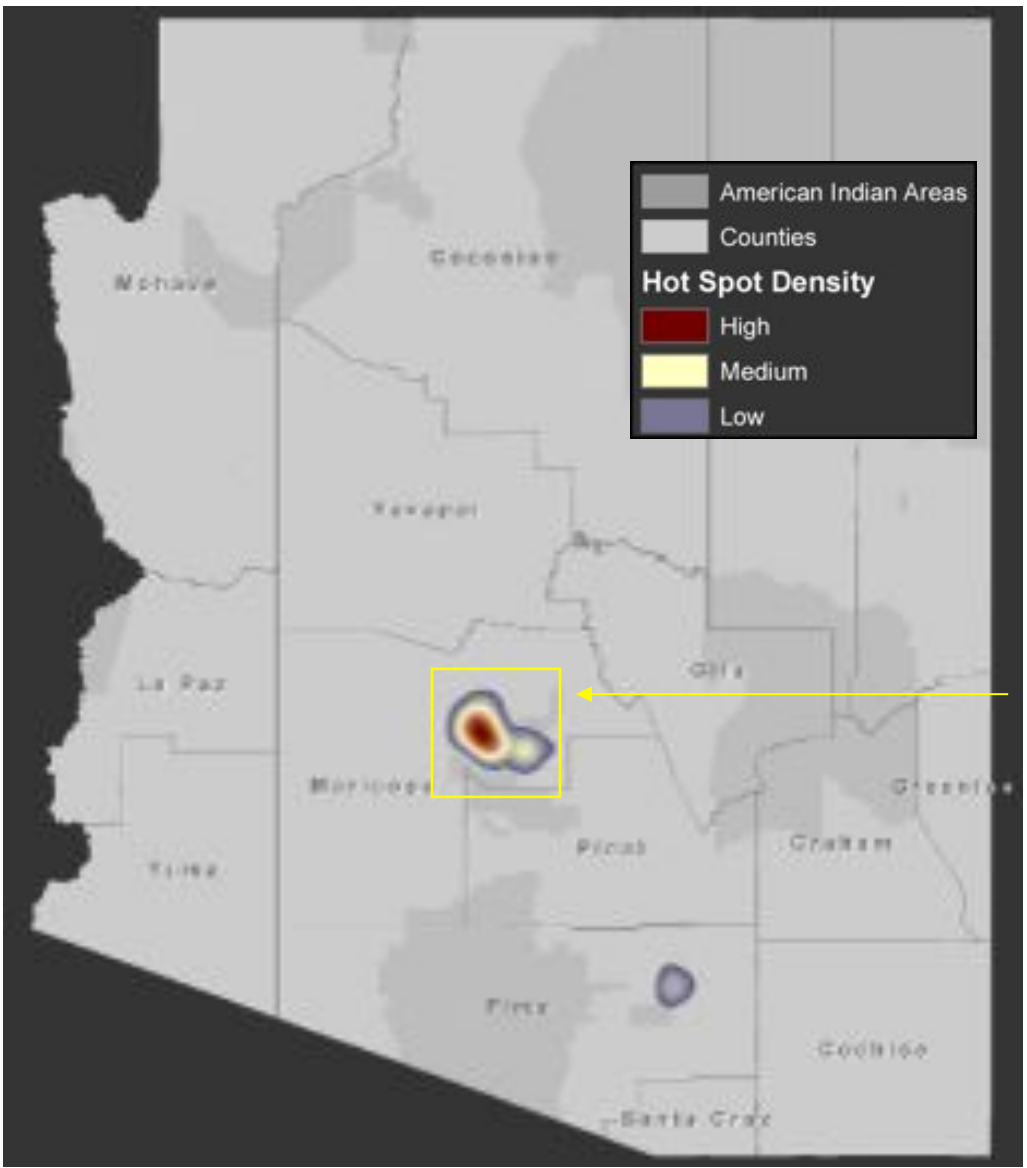 American Indian Areas
Counties
Hot Spot Density
High
Medium
Low
Coconino
Mohave
Yavapai
Gila
La Paz
Maricopa
Greenlee
Pinal
Graham
Yuma
Pima
Cochise
Santa Cruz